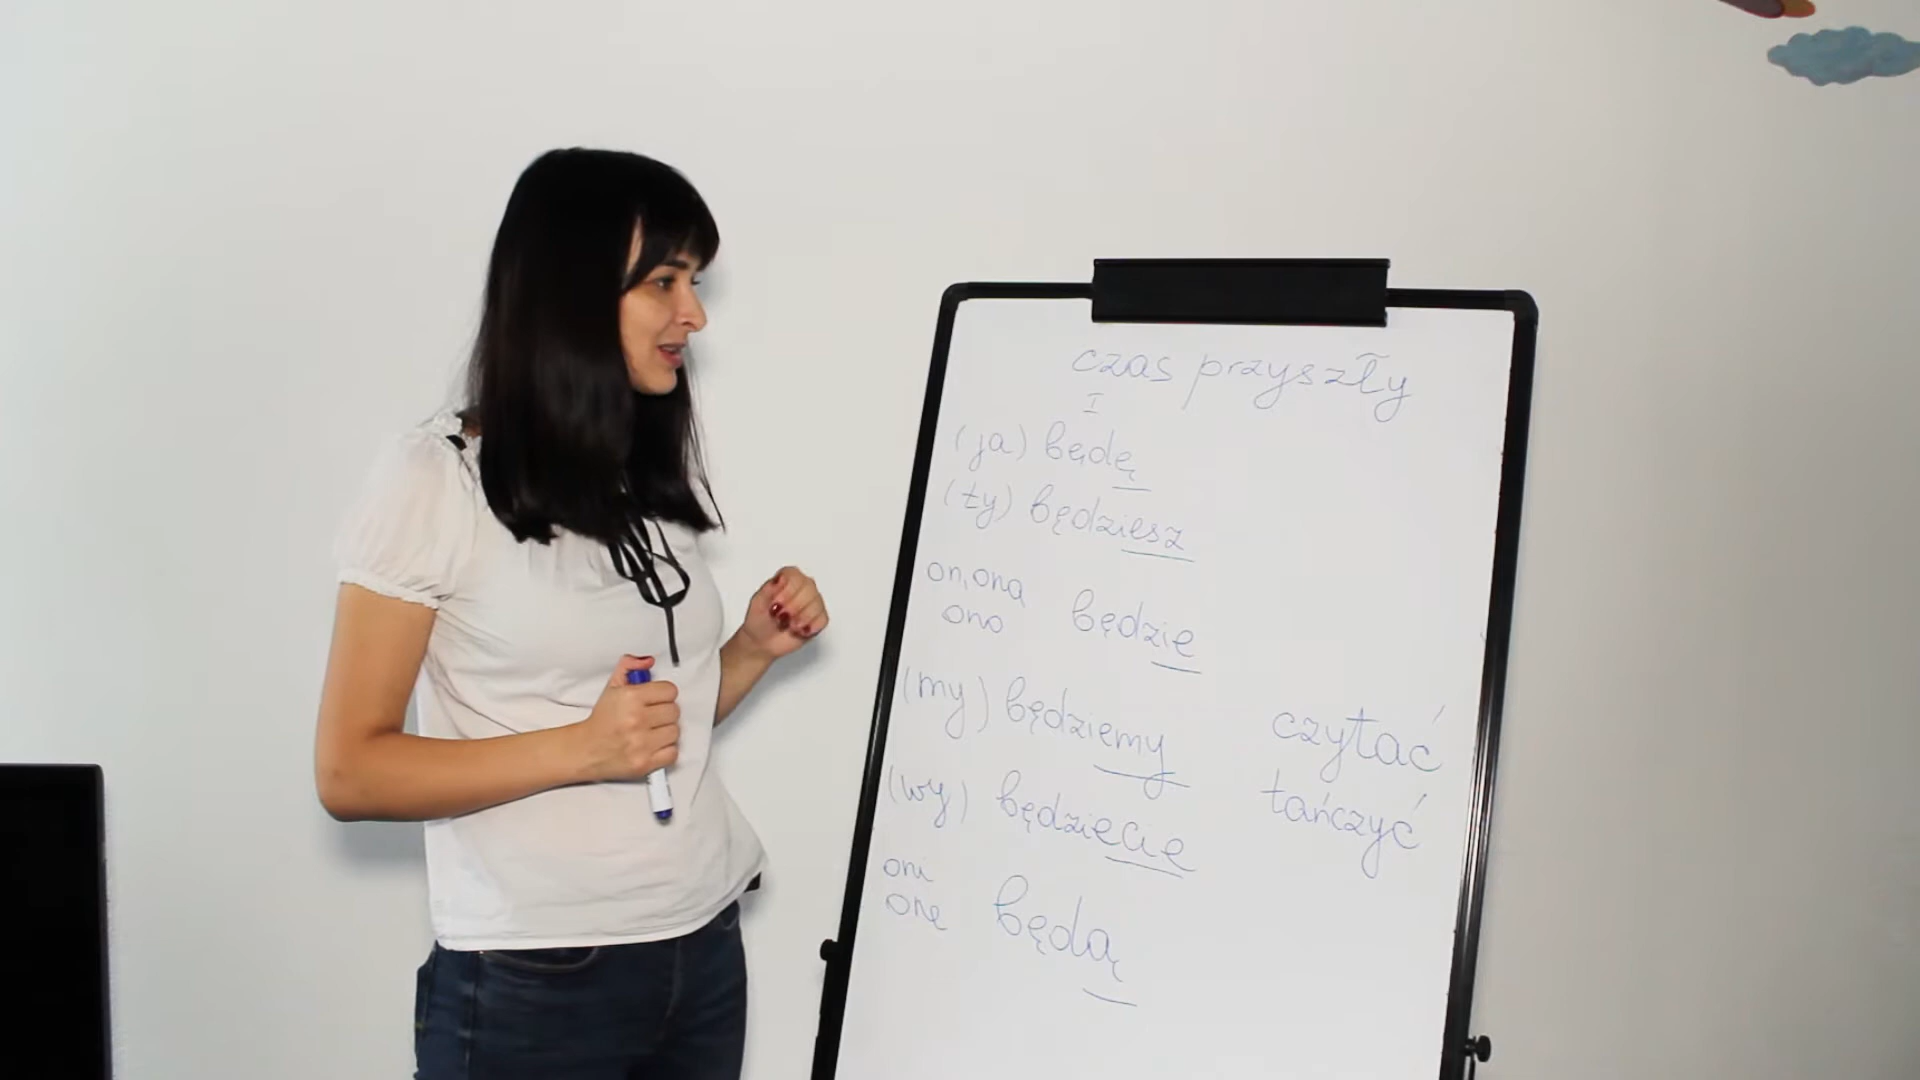 czas przyszły
I
(ja) będę
(ty) będziesz
on, ona
ono będzie
(my) będziemy czytać
(wy) będziecie tańczyć
oni
one będą